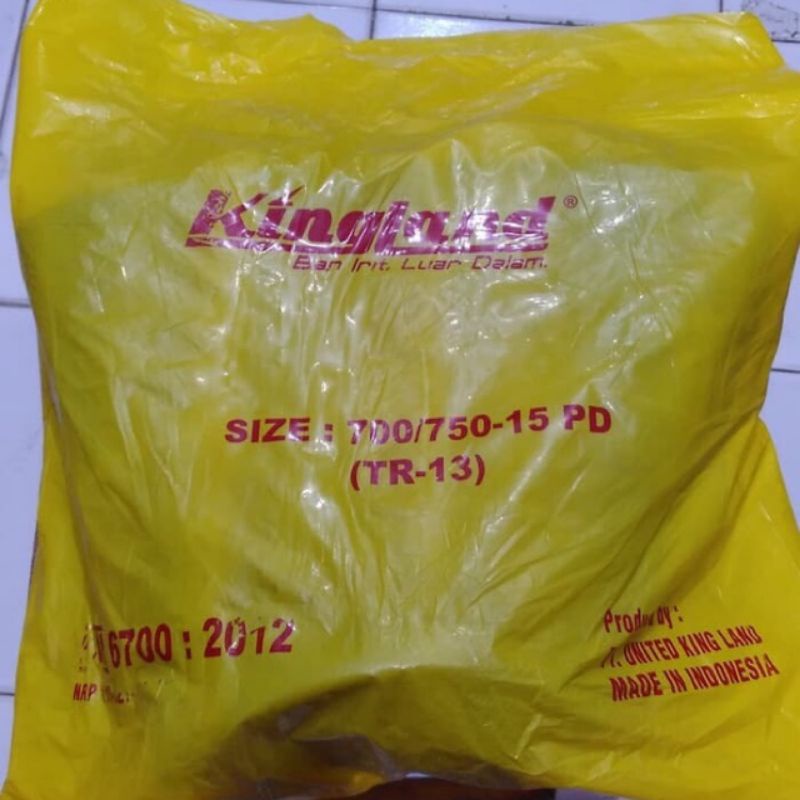 Kingland®
Ban Irit Luar Dalam.
SIZE : 700/750-15 PD
(TR-13)
6700 : 2012
by :
UNITED KING LAND
MADE IN INDONESIA